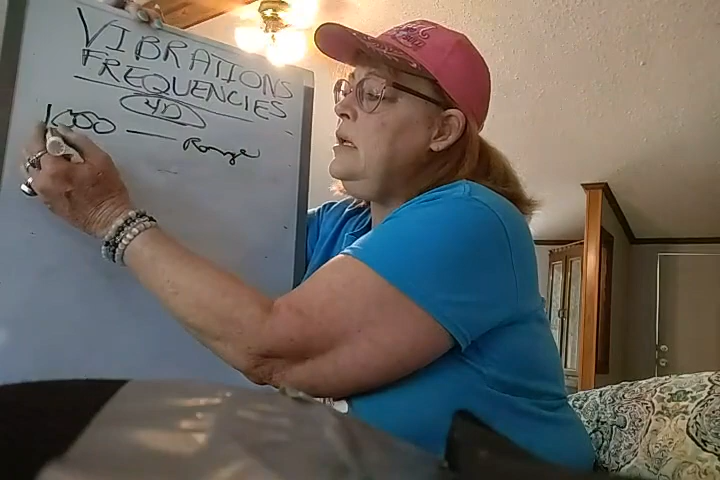 VIBRATIONS
FREQUENCIES
4D
1000 — Range